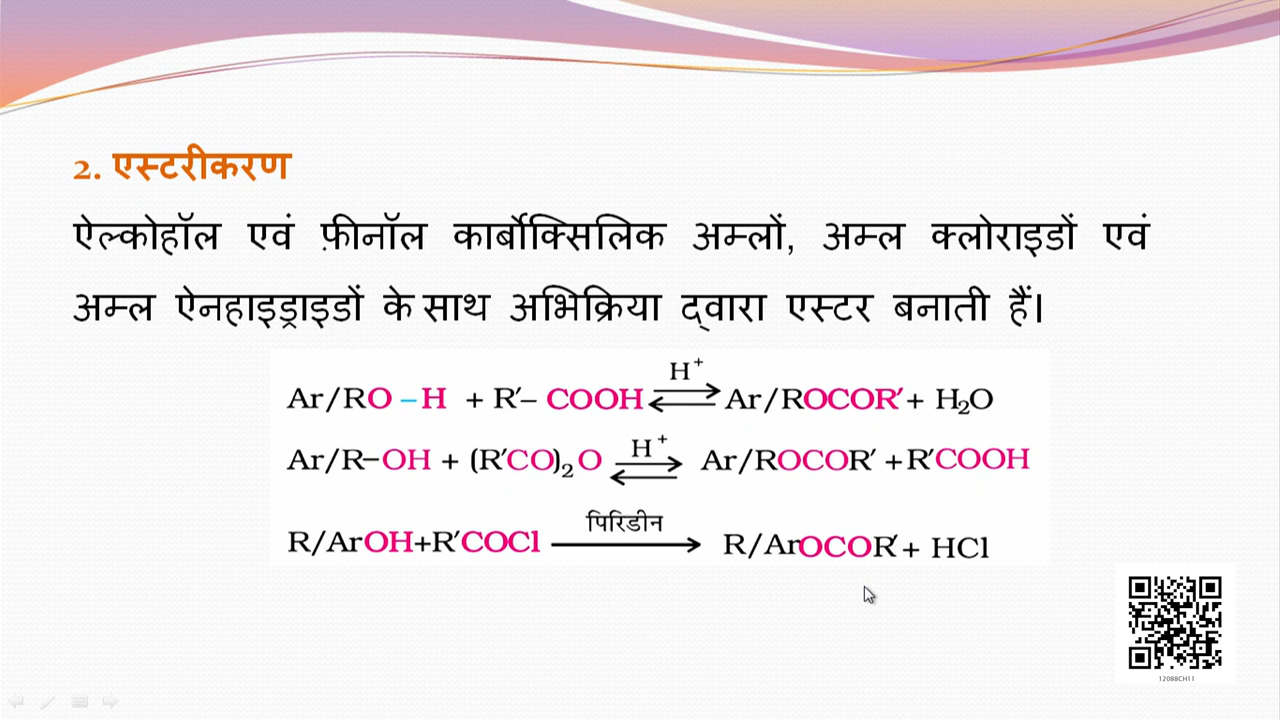 2. एस्टरीकरण
ऐल्कोहॉल एवं फ़ीनॉल कार्बोक्सिलिक अम्लों, अम्ल क्लोराइडों एवं
अम्ल ऐनहाइड्राइडों के साथ अभिक्रिया द्वारा एस्टर बनाती हैं।
H⁺
Ar/RO – H + R′– COOH ⇌ Ar/ROCOR′ + H₂O
H⁺
Ar/R–OH + (R′CO)₂O ⇌ Ar/ROCOR′ + R′COOH
पिरिडीन
R/ArOH+R′COCl → R/ArOCOR′ + HCl
12088CH11